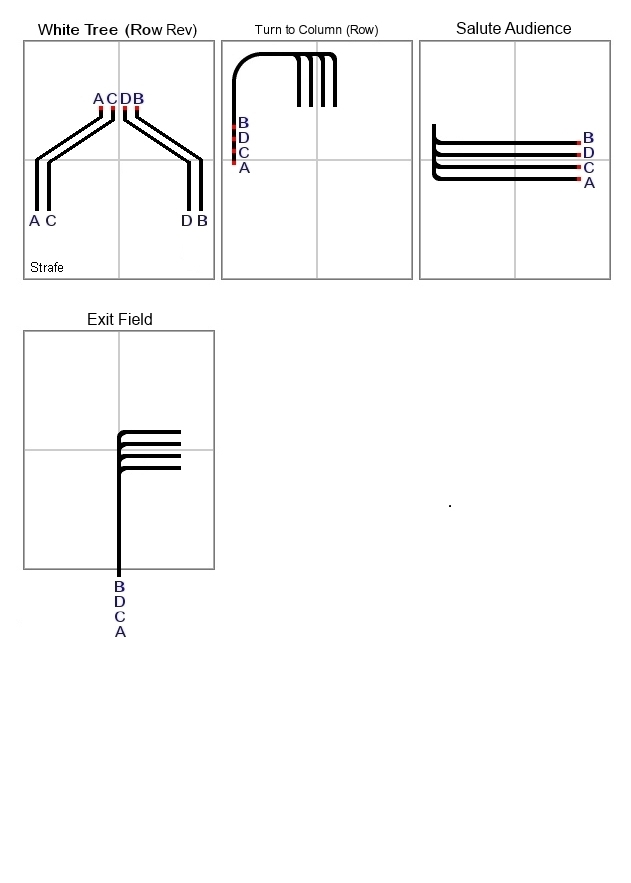 White Tree (Row Rev)
A C D B
A C
D B
Strafe
Turn to Column (Row)
B
D
C
A
Salute Audience
B
D
C
A
Exit Field
B
D
C
A